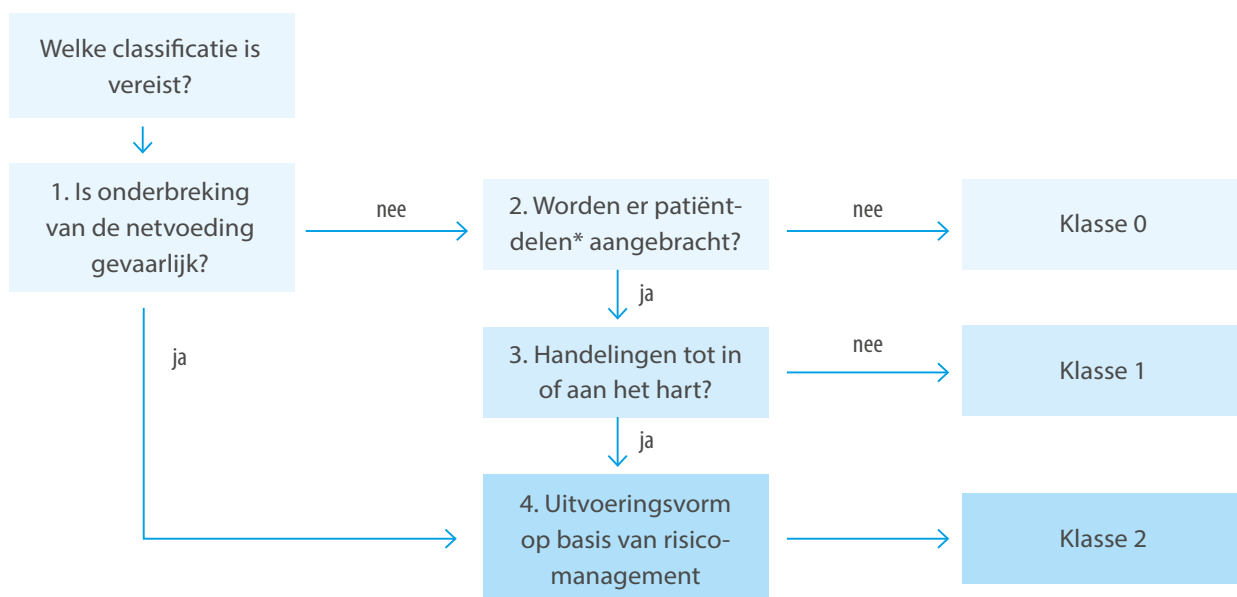 Welke classificatie is
vereist?
1. Is onderbreking
van de netvoeding
gevaarlijk?
nee
2. Worden er patiënt-
delen* aangebracht?
nee
Klasse 0
ja
ja
3. Handelingen tot in
of aan het hart?
nee
Klasse 1
ja
4. Uitvoeringsvorm
op basis van risico-
management
Klasse 2